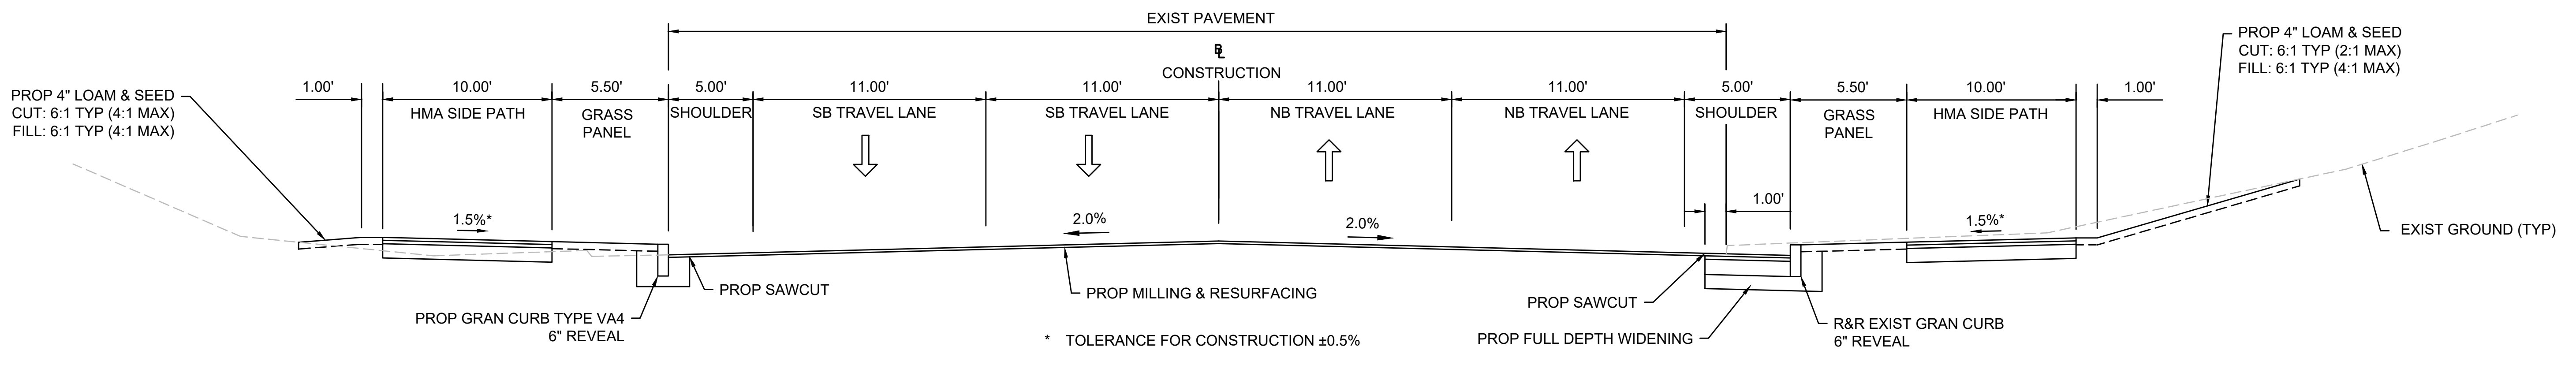 EXIST PAVEMENT
℄
CONSTRUCTION
PROP 4" LOAM & SEED
CUT: 6:1 TYP (4:1 MAX)
FILL: 6:1 TYP (4:1 MAX)
1.00'
10.00'
HMA SIDE PATH
5.50'
GRASS
PANEL
5.00'
SHOULDER
11.00'
SB TRAVEL LANE
11.00'
SB TRAVEL LANE
11.00'
NB TRAVEL LANE
11.00'
NB TRAVEL LANE
5.00'
SHOULDER
5.50'
GRASS
PANEL
10.00'
HMA SIDE PATH
1.00'
PROP 4" LOAM & SEED
CUT: 6:1 TYP (2:1 MAX)
FILL: 6:1 TYP (4:1 MAX)
1.00'
1.5%*
2.0%
2.0%
1.5%*
EXIST GROUND (TYP)
PROP SAWCUT
PROP MILLING & RESURFACING
PROP SAWCUT
PROP GRAN CURB TYPE VA4
6" REVEAL
* TOLERANCE FOR CONSTRUCTION ±0.5%
PROP FULL DEPTH WIDENING
R&R EXIST GRAN CURB
6" REVEAL